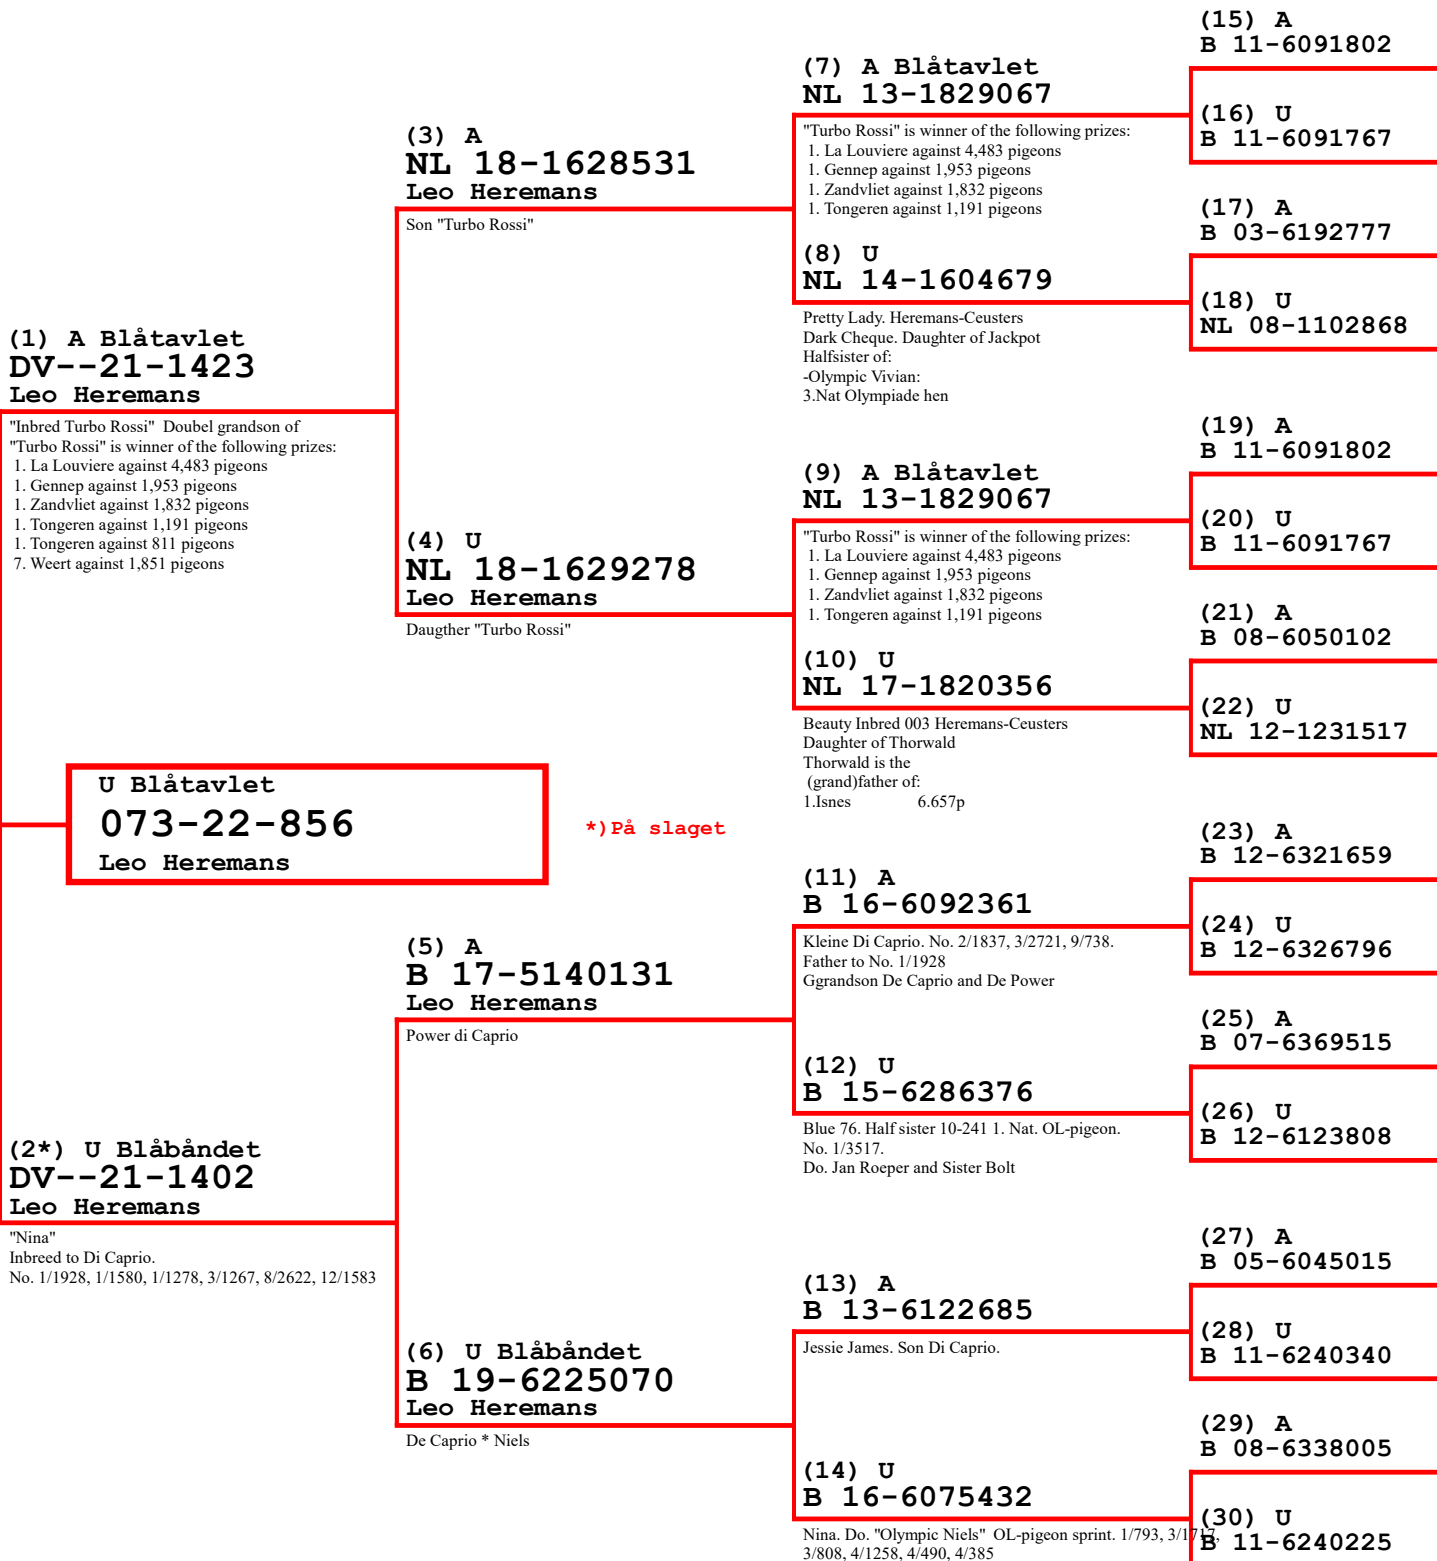 (1) A Blåtavlet
DV--21-1423
Leo Heremans
"Inbred Turbo Rossi"  Doubel grandson of
"Turbo Rossi" is winner of the following prizes:
1. La Louviere against 4,483 pigeons
1. Gennep against 1,953 pigeons
1. Zandvliet against 1,832 pigeons
1. Tongeren against 1,191 pigeons
1. Tongeren against 811 pigeons
7. Weert against 1,851 pigeons
U Blåtavlet
073-22-856
Leo Heremans
*)På slaget
(2*) U Blåbåndet
DV--21-1402
Leo Heremans
"Nina"
Inbreed to Di Caprio.
No. 1/1928, 1/1580, 1/1278, 3/1267, 8/2622, 12/1583
(3) A
NL 18-1628531
Leo Heremans
Son "Turbo Rossi"
(4) U
NL 18-1629278
Leo Heremans
Daugther "Turbo Rossi"
(5) A
B 17-5140131
Leo Heremans
Power di Caprio
(6) U Blåbåndet
B 19-6225070
Leo Heremans
De Caprio * Niels
(7) A Blåtavlet
NL 13-1829067
"Turbo Rossi" is winner of the following prizes:
1. La Louviere against 4,483 pigeons
1. Gennep against 1,953 pigeons
1. Zandvliet against 1,832 pigeons
1. Tongeren against 1,191 pigeons
(8) U
NL 14-1604679
Pretty Lady. Heremans-Ceusters
Dark Cheque. Daughter of Jackpot
Halfsister of:
-Olympic Vivian:
3.Nat Olympiade hen
(9) A Blåtavlet
NL 13-1829067
"Turbo Rossi" is winner of the following prizes:
1. La Louviere against 4,483 pigeons
1. Gennep against 1,953 pigeons
1. Zandvliet against 1,832 pigeons
1. Tongeren against 1,191 pigeons
(10) U
NL 17-1820356
Beauty Inbred 003 Heremans-Ceusters
Daughter of Thorwald
Thorwald is the
(grand)father of:
1.Isnes 6.657p
(11) A
B 16-6092361
Kleine Di Caprio. No. 2/1837, 3/2721, 9/738.
Father to No. 1/1928
Ggrandson De Caprio and De Power
(12) U
B 15-6286376
Blue 76. Half sister 10-241 1. Nat. OL-pigeon.
No. 1/3517.
Do. Jan Roeper and Sister Bolt
(13) A
B 13-6122685
Jessie James. Son Di Caprio.
(14) U
B 16-6075432
Nina. Do. "Olympic Niels"  OL-pigeon sprint. 1/793, 3/1717,
3/808, 4/1258, 4/490, 4/385
(15) A
B 11-6091802
(16) U
B 11-6091767
(17) A
B 03-6192777
(18) U
NL 08-1102868
(19) A
B 11-6091802
(20) U
B 11-6091767
(21) A
B 08-6050102
(22) U
NL 12-1231517
(23) A
B 12-6321659
(24) U
B 12-6326796
(25) A
B 07-6369515
(26) U
B 12-6123808
(27) A
B 05-6045015
(28) U
B 11-6240340
(29) A
B 08-6338005
(30) U
B 11-6240225